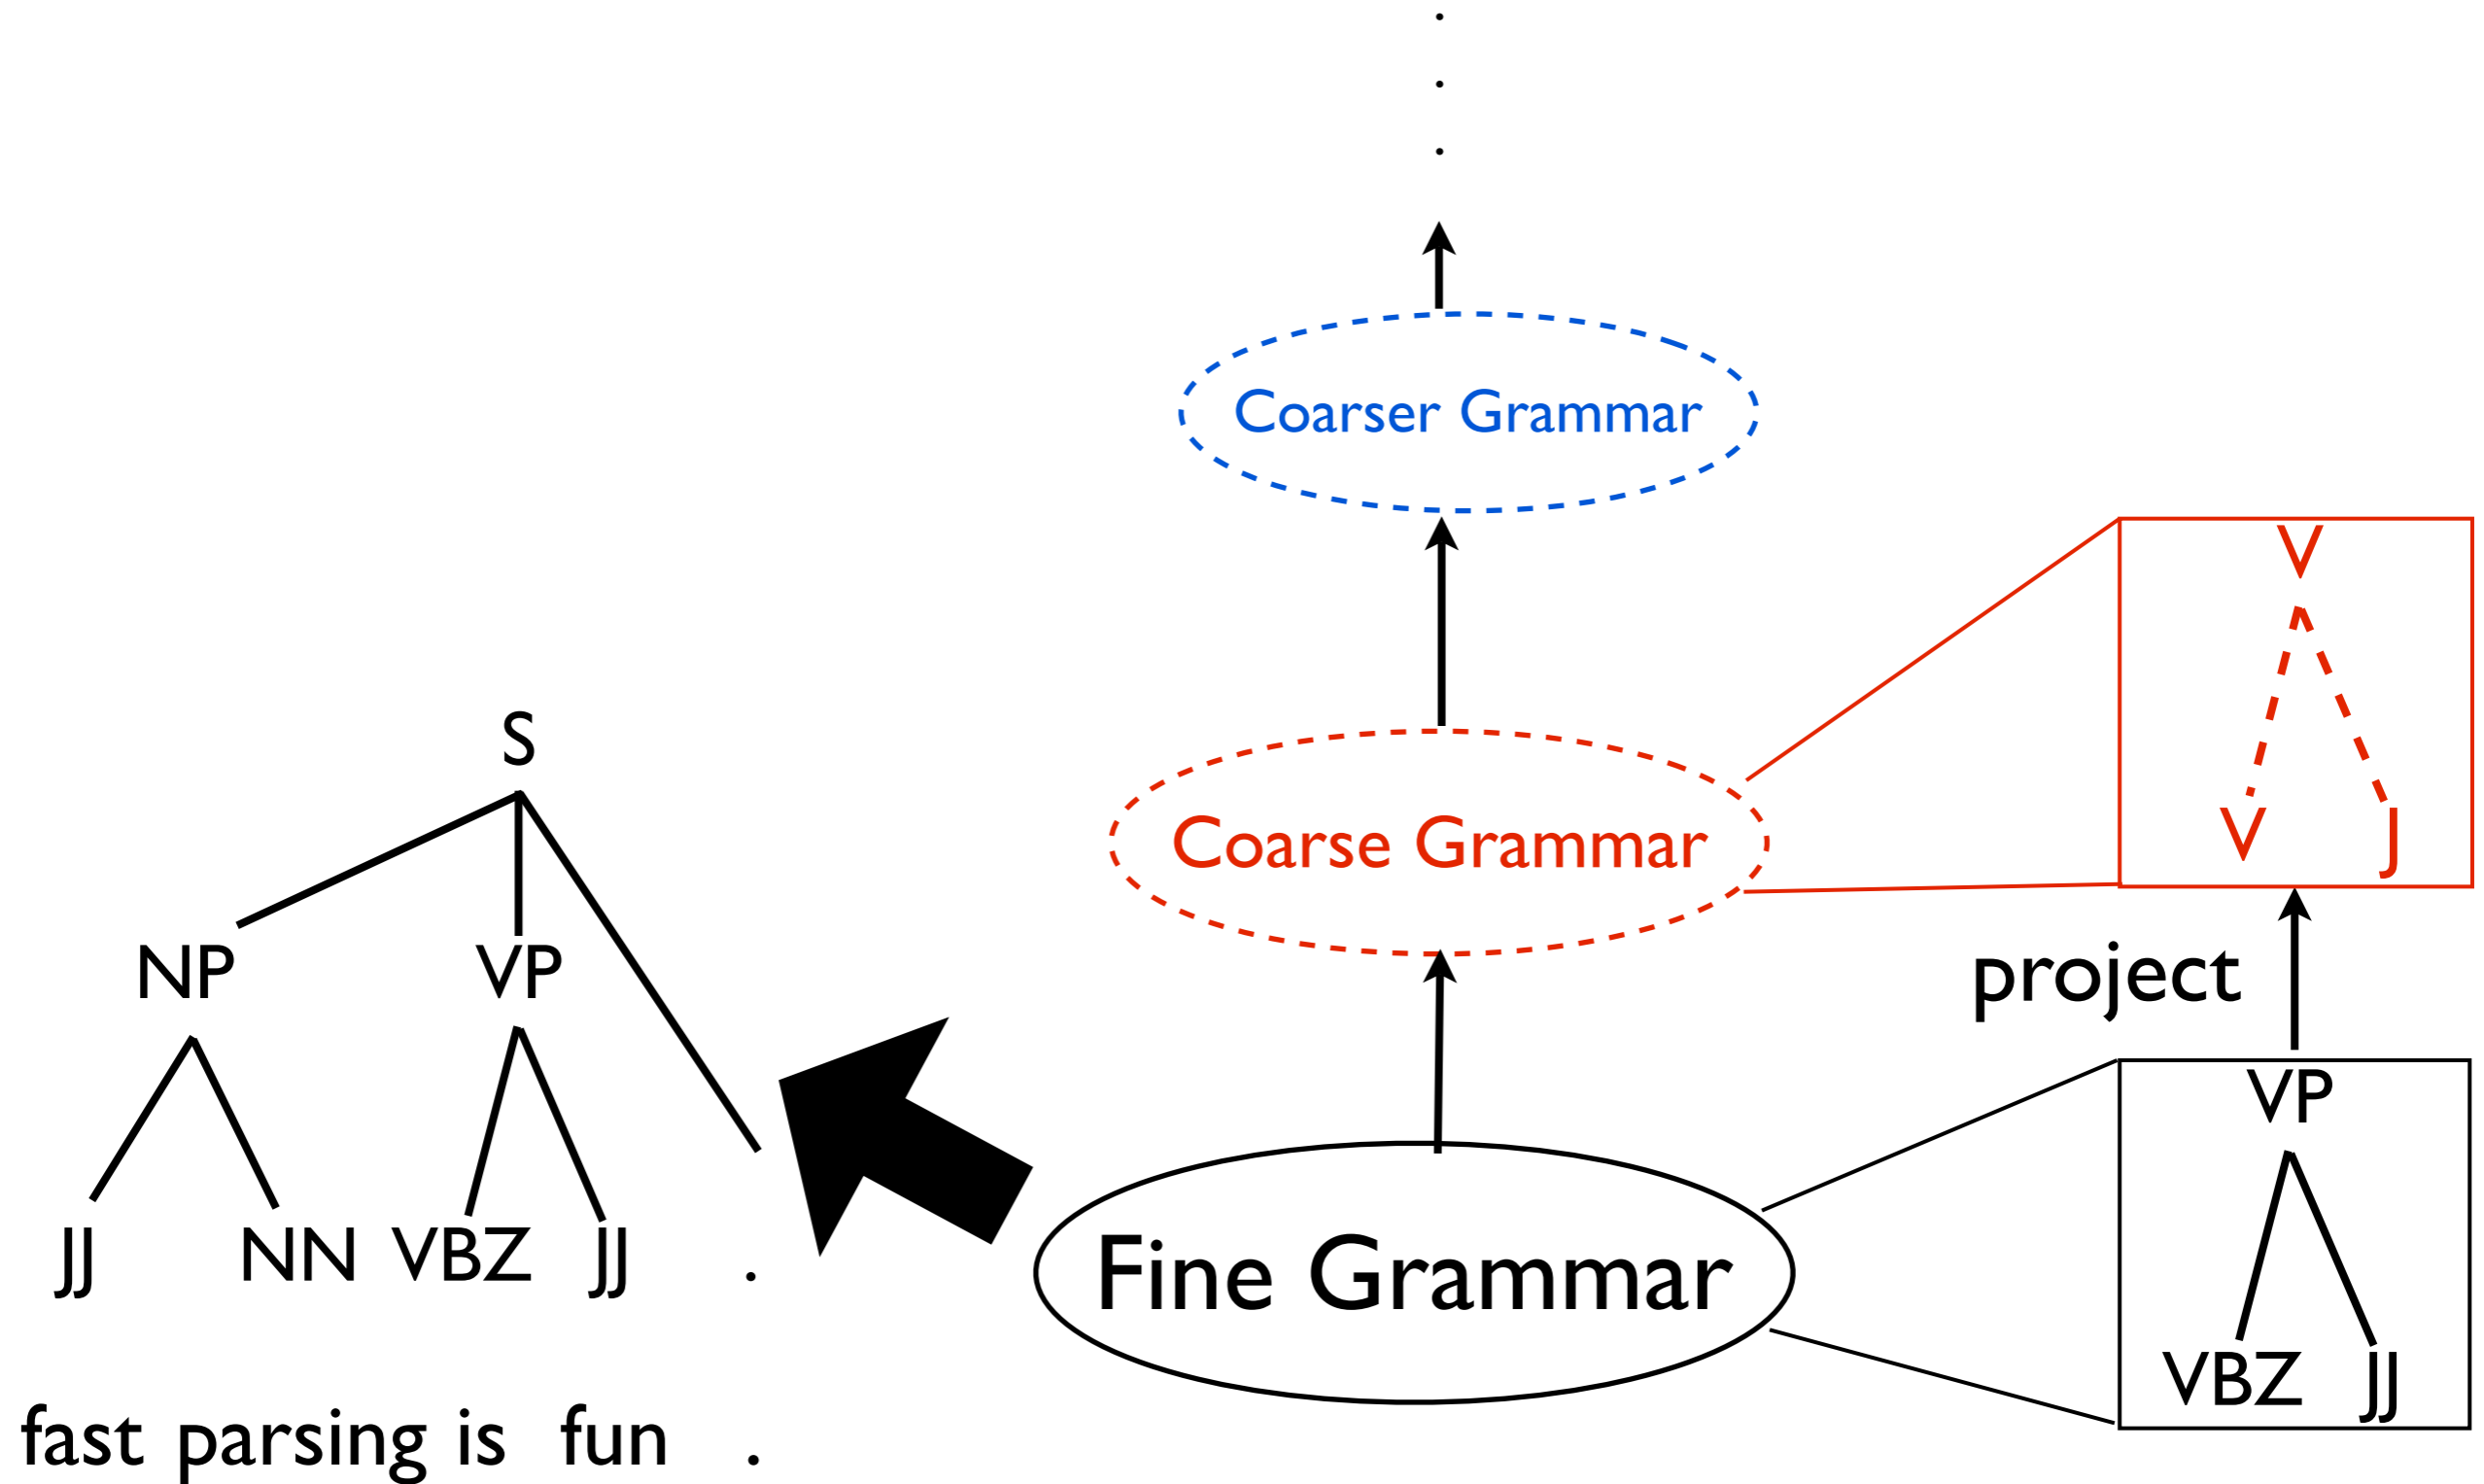 Coarser Grammar
V
S
Coarse Grammar
V J
NP VP
project
VP
JJ NN VBZ JJ .
Fine Grammar
VBZ JJ
fast parsing is fun .